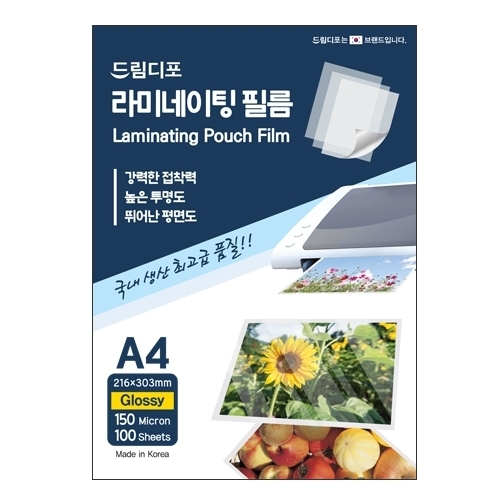 드림디포는 브랜드입니다.
드림디포
라미네이팅 필름
Laminating Pouch Film
강력한 접착력
높은 투명도
뛰어난 평면도
국내 생산 최고급 품질!!
A4
216×303mm
Glossy
150 Micron
100 Sheets
Made in Korea